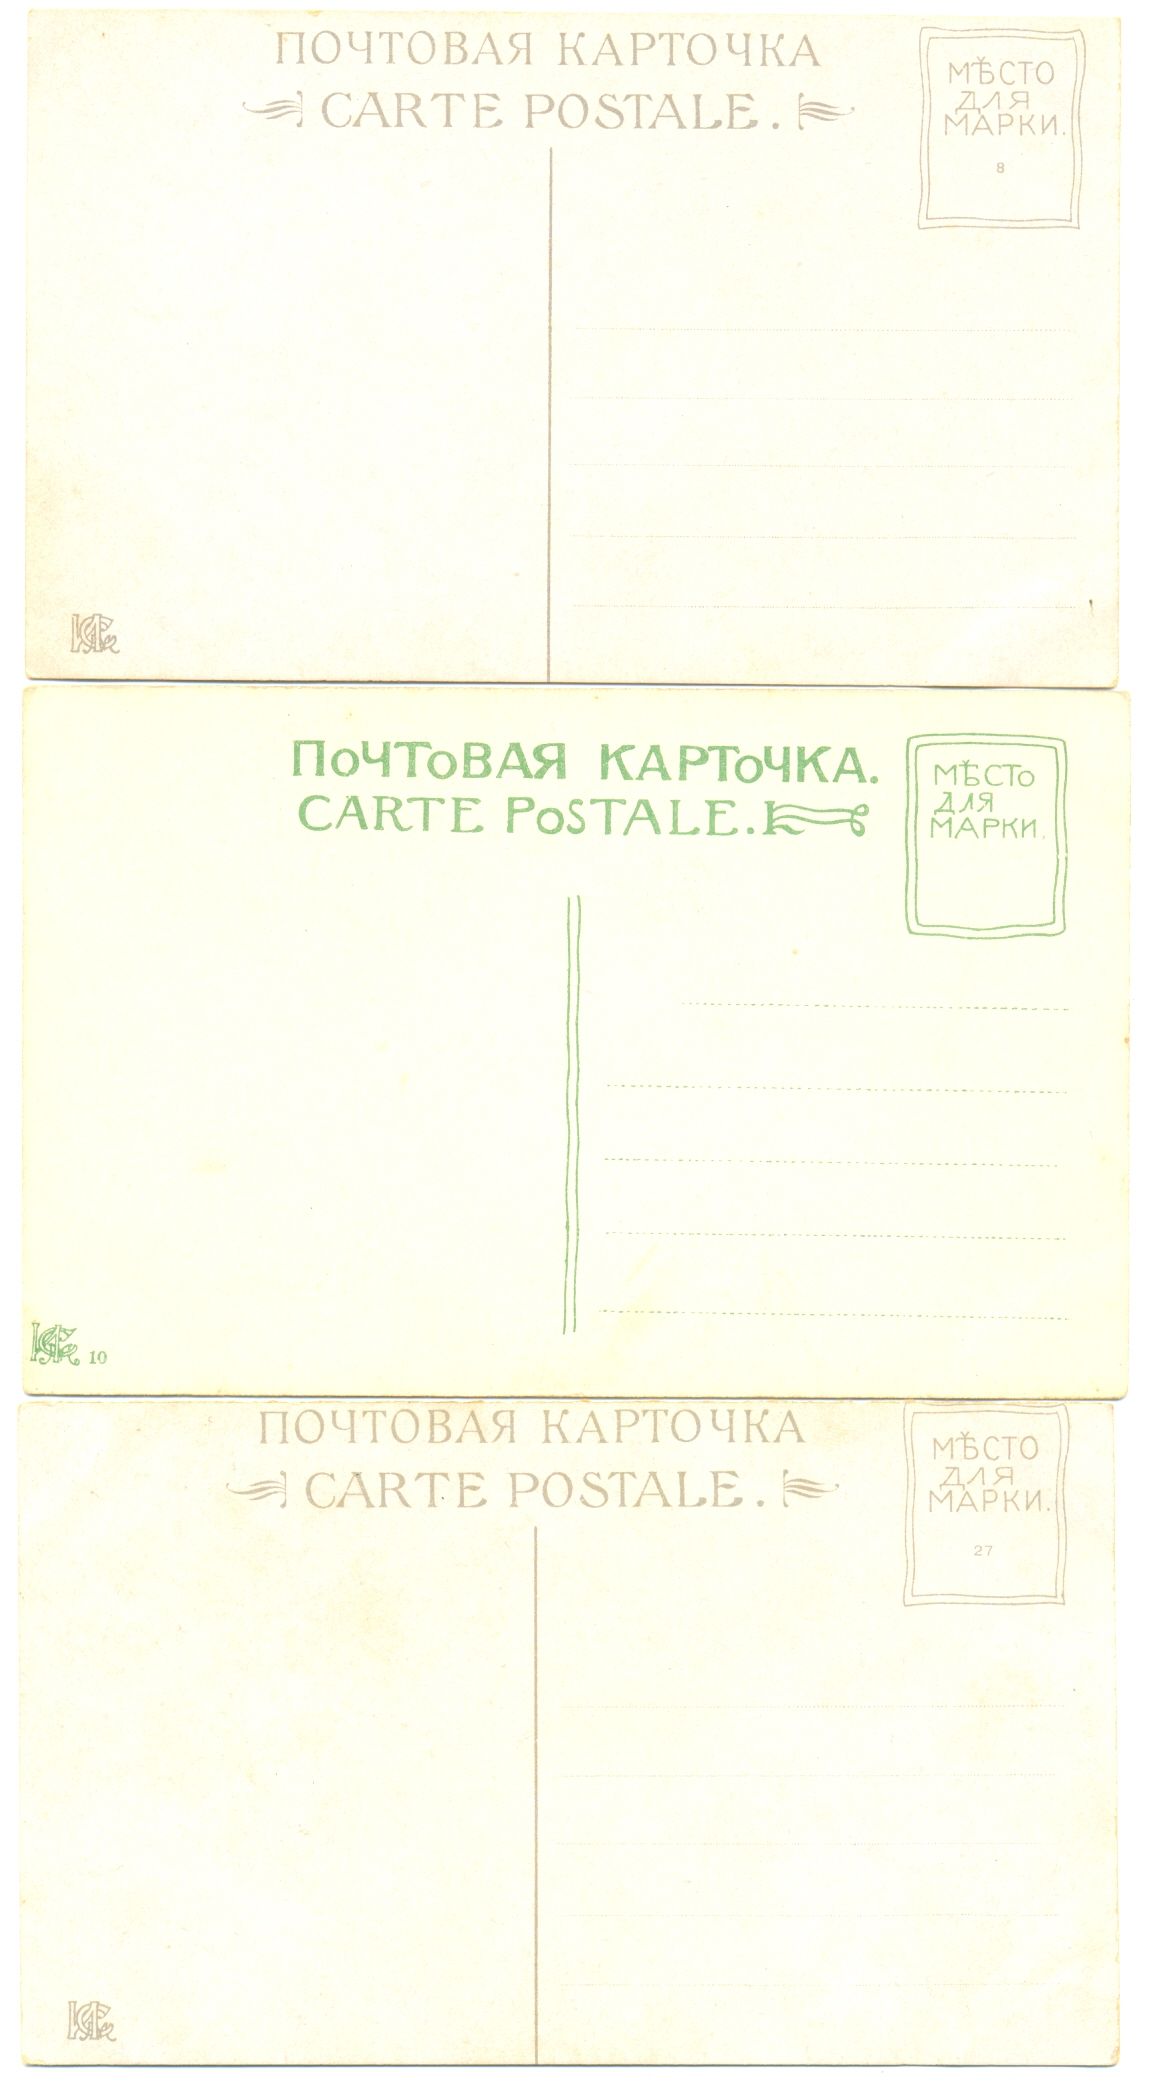 ПОЧТОВАЯ КАРТОЧКА
CARTE POSTALE.
МѢСТО
ДЛЯ
МАРКИ.
8
ПОЧТОВАЯ КАРТОЧКА.
CARTE POSTALE.
МѢСТО
ДЛЯ
МАРКИ.
10
ПОЧТОВАЯ КАРТОЧКА
CARTE POSTALE.
МѢСТО
ДЛЯ
МАРКИ.
27